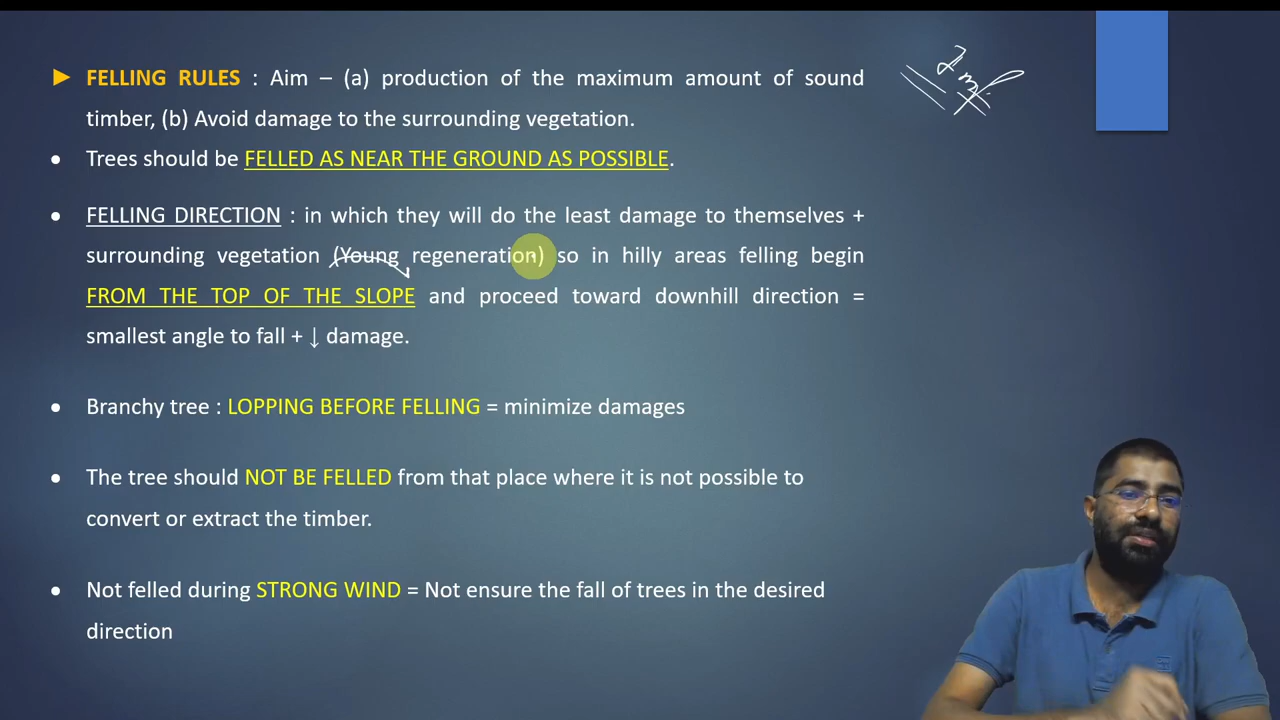 ► FELLING RULES : Aim – (a) production of the maximum amount of sound
timber, (b) Avoid damage to the surrounding vegetation.
• Trees should be FELLED AS NEAR THE GROUND AS POSSIBLE.
• FELLING DIRECTION : in which they will do the least damage to themselves +
surrounding vegetation (Young regeneration) so in hilly areas felling begin
FROM THE TOP OF THE SLOPE and proceed toward downhill direction =
smallest angle to fall + ↓ damage.
• Branchy tree : LOPPING BEFORE FELLING = minimize damages
• The tree should NOT BE FELLED from that place where it is not possible to
convert or extract the timber.
• Not felled during STRONG WIND = Not ensure the fall of trees in the desired
direction